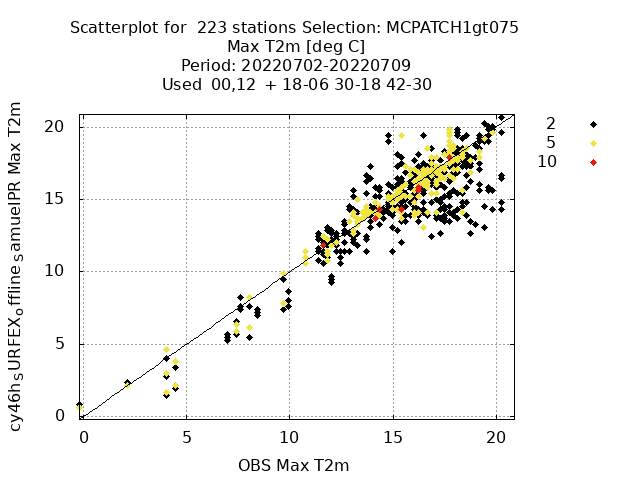 Scatterplot for  223 stations Selection: MCPATCH1gt075
Max T2m [deg C]
Period: 20220702-20220709
Used  00,12  + 18-06 30-18 42-30
cy46hSURFEXoffline samuelPR Max T2m
20
15
10
5
0
0
5
10
15
20
OBS Max T2m
2
5
10